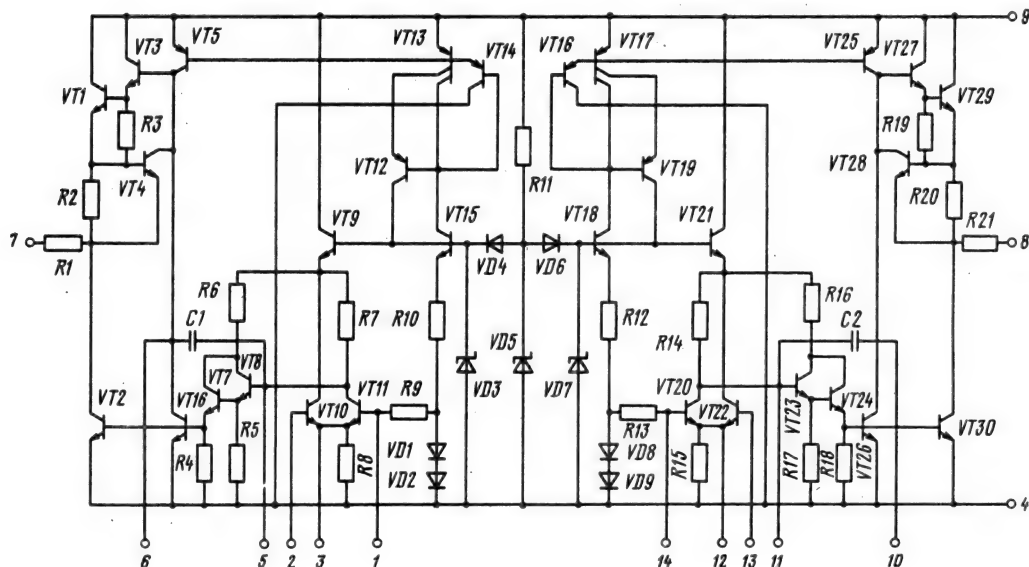 9
VT3
VT5
VT13
VT14
VT16
VT17
VT25
VT27
VT1
VT29
R3
R19
VT12
R11
VT19
VT4
VT28
R2
R20
VT9
VT15
VT18
VT21
R21
7
8
R1
VD4
VD6
R6
R16
C1
R7
R10
VD5
R12
C2
R14
VT8
VT7
VT11
VD3
VD7
VT20
VT24
VT2
R9
VT16
VT10
VT22
VT23
R13
VT30
R5
R4
R8
VD1
VD8
R15
R17
R18
VT26
VD2
VD9
4
6
5
2
3
1
14
12
13
11
10